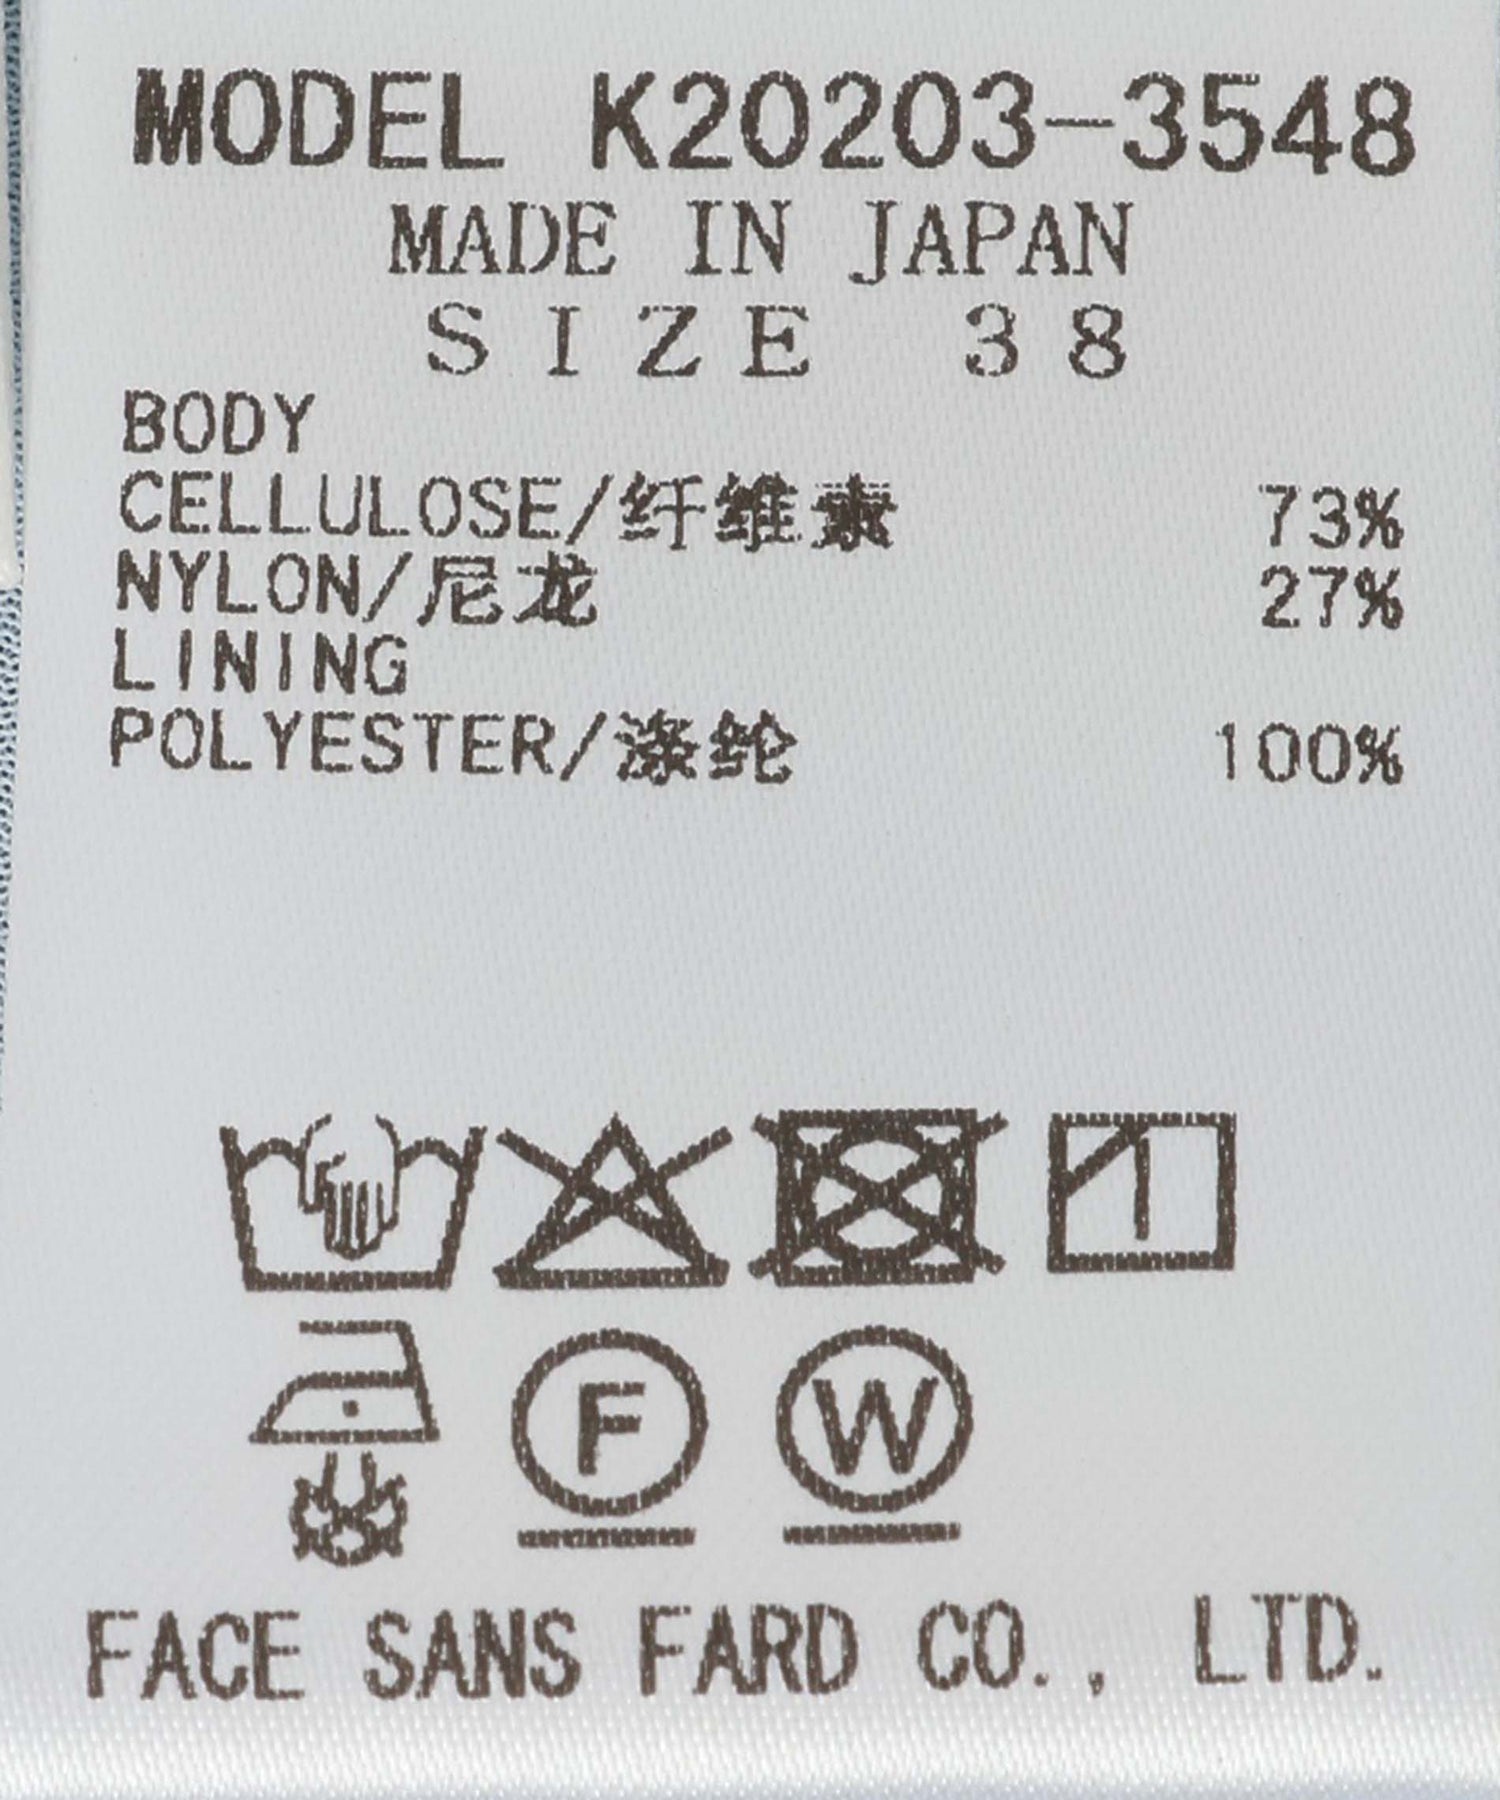 MODEL K20203-3548
MADE IN JAPAN
SIZE 38
BODY
CELLULOSE/纤维素 73%
NYLON/尼龙 27%
LINING
POLYESTER/涤纶 100%
F W
FACE SANS FARD CO., LTD.